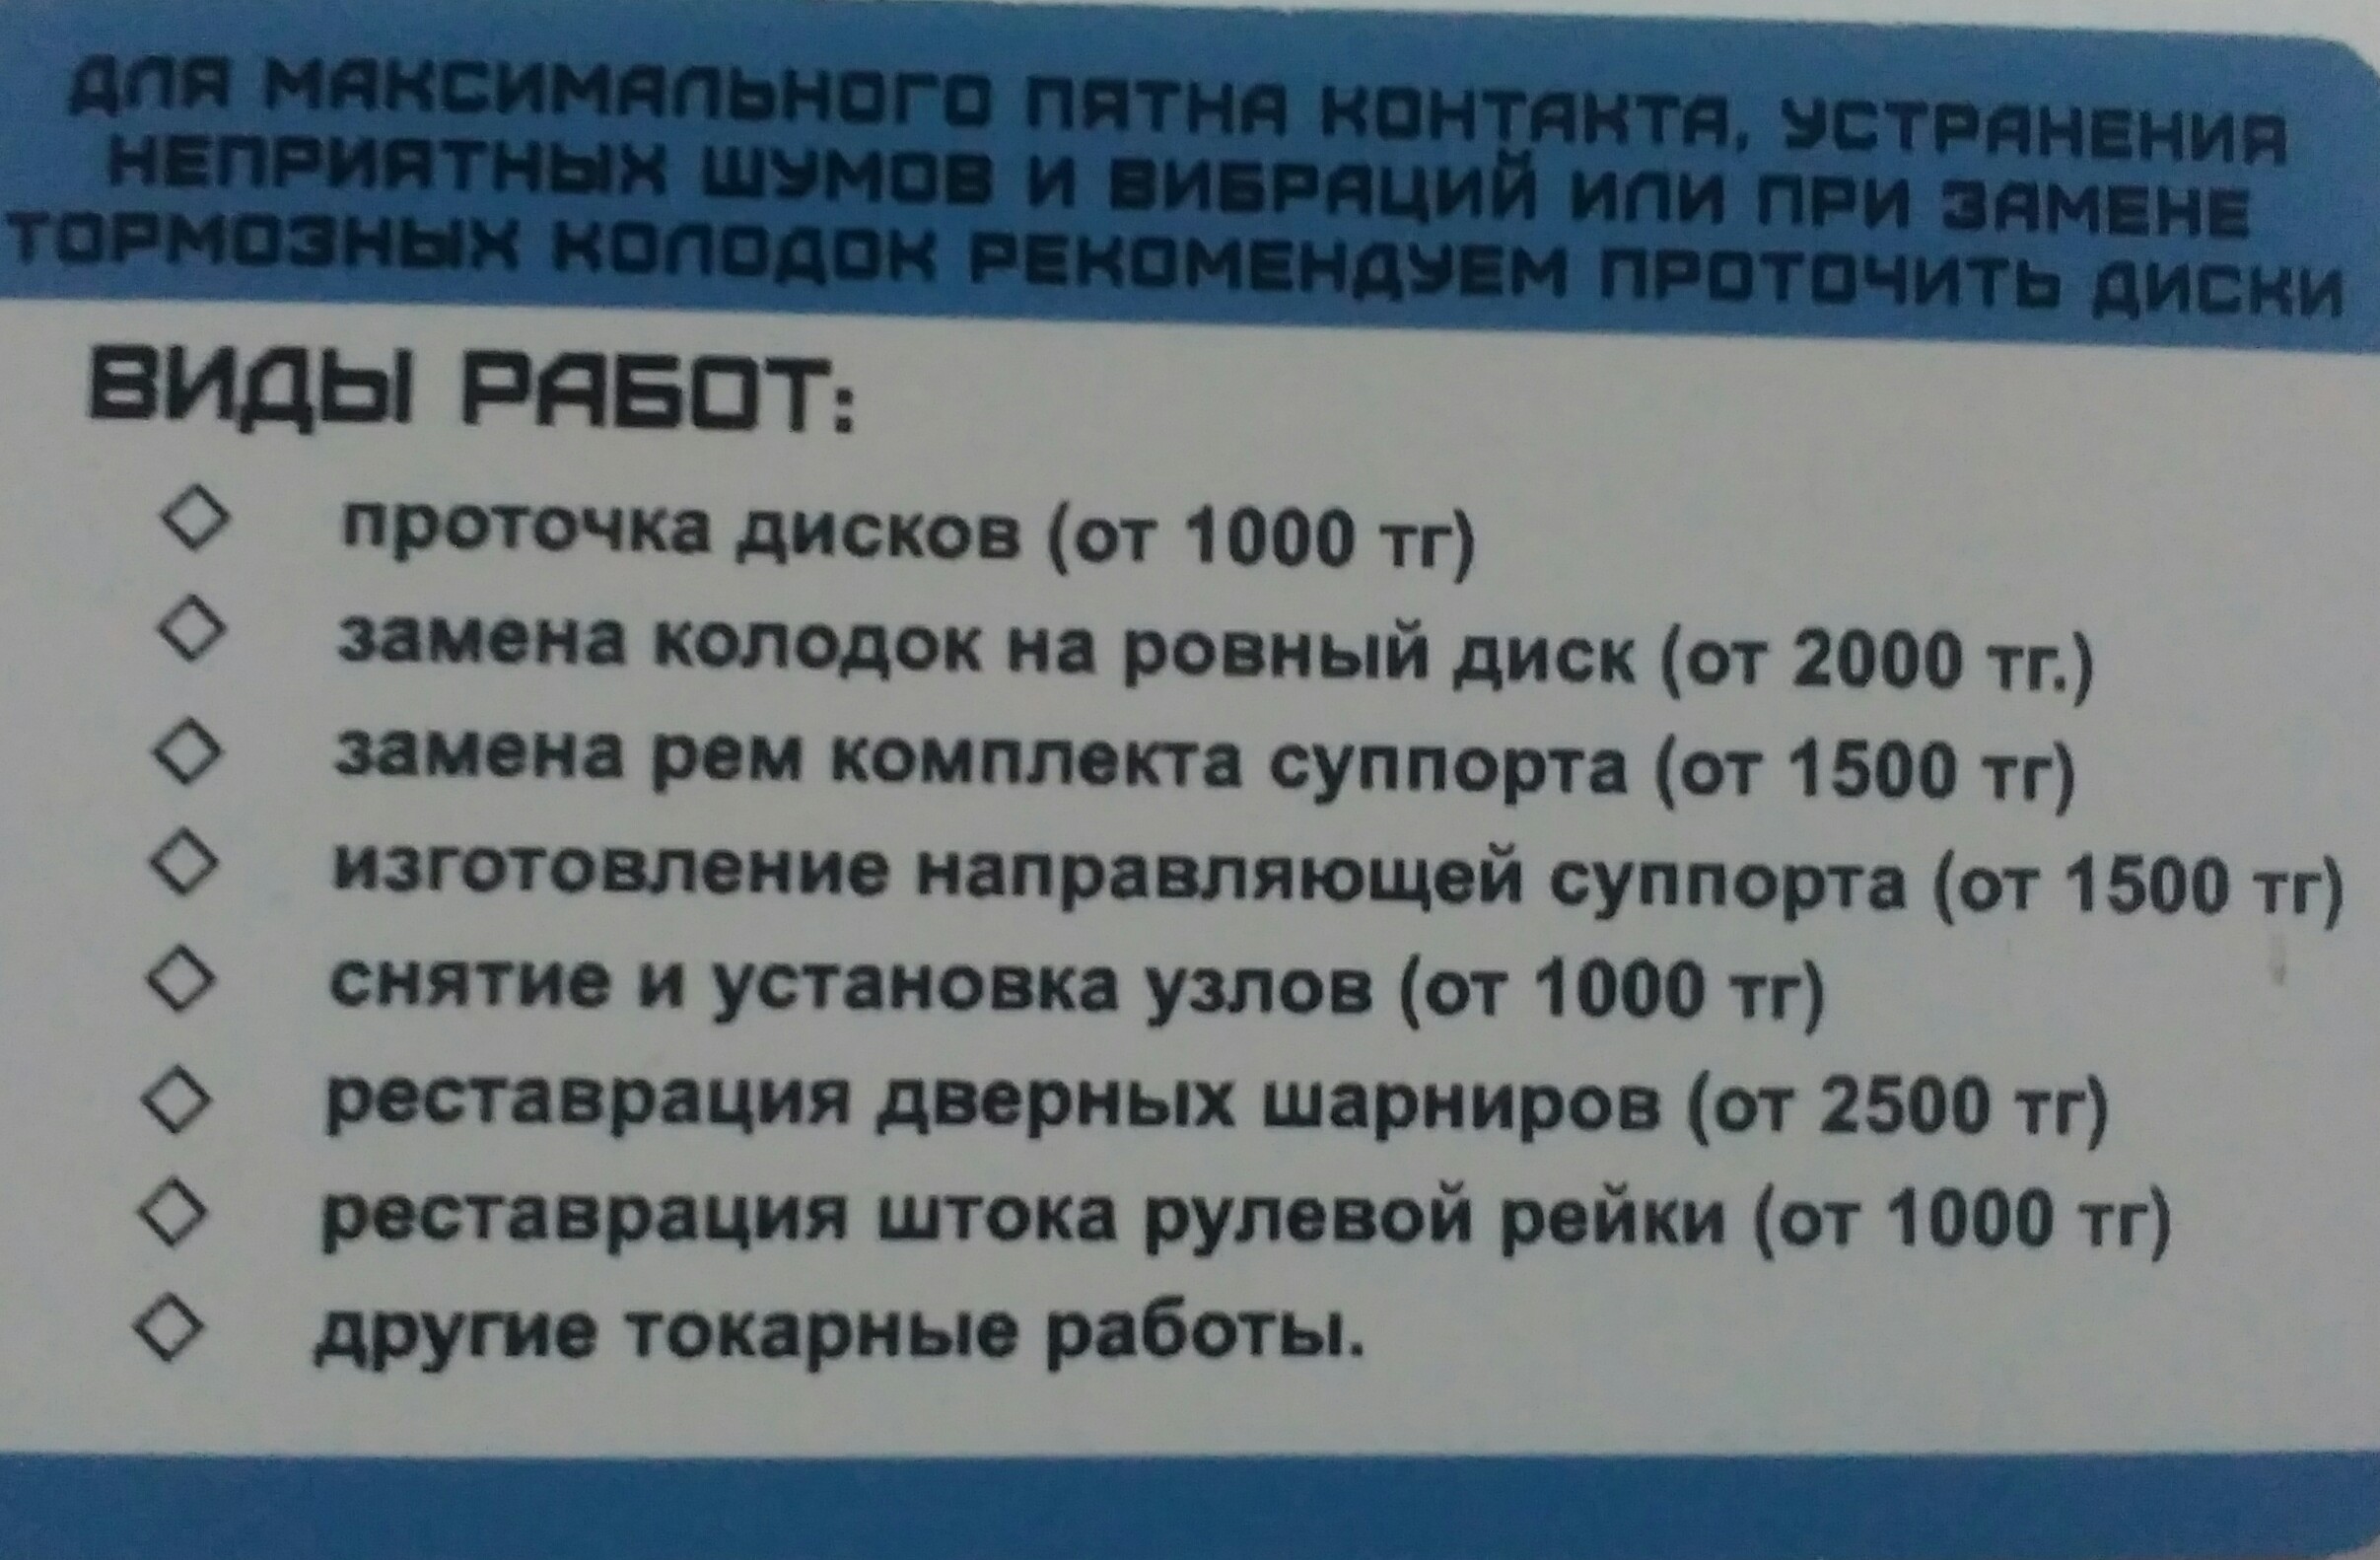 ДЛЯ МАКСИМАЛЬНОГО ПЯТНА КОНТАКТА, УСТРАНЕНИЯ
НЕПРИЯТНЫХ ШУМОВ И ВИБРАЦИЙ ИЛИ ПРИ ЗАМЕНЕ
ТОРМОЗНЫХ КОЛОДОК РЕКОМЕНДУЕМ ПРОТОЧИТЬ ДИСКИ
ВИДЫ РАБОТ:
◇ проточка дисков (от 1000 тг)
◇ замена колодок на ровный диск (от 2000 тг.)
◇ замена рем комплекта суппорта (от 1500 тг)
◇ изготовление направляющей суппорта (от 1500 тг)
◇ снятие и установка узлов (от 1000 тг)
◇ реставрация дверных шарниров (от 2500 тг)
◇ реставрация штока рулевой рейки (от 1000 тг)
◇ другие токарные работы.